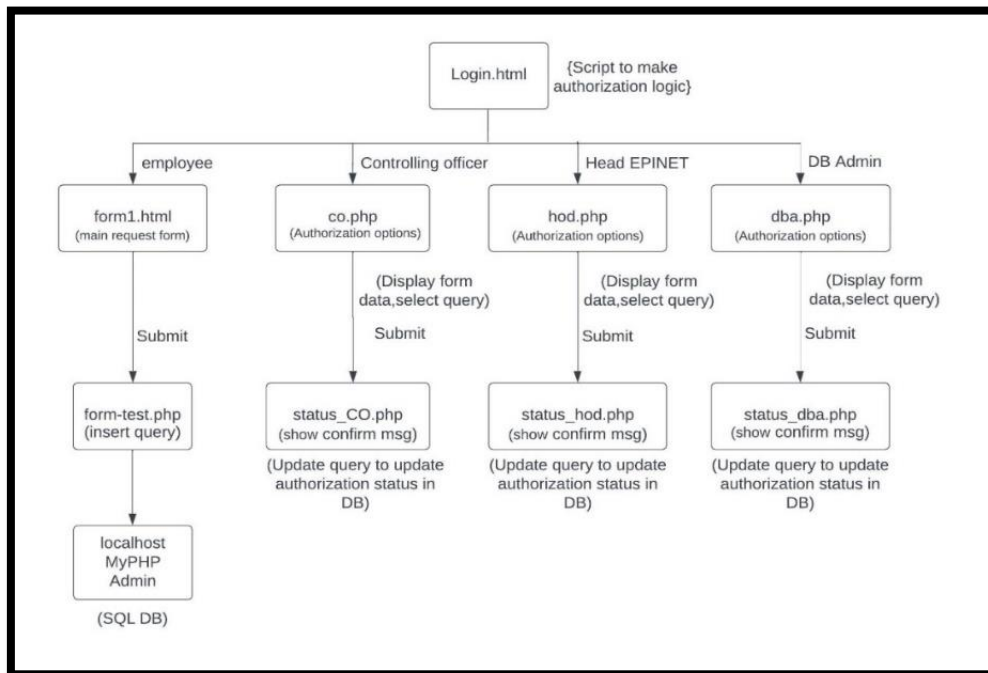 Login.html
{Script to make
authorization logic}
employee
Controlling officer
Head EPINET
DB Admin
form1.html
(main request form)
co.php
(Authorization options)
hod.php
(Authorization options)
dba.php
(Authorization options)
(Display form
data,select query)
(Display form
data,select query)
(Display form
data,select query)
Submit
Submit
Submit
Submit
form-test.php
(insert query)
status_CO.php
(show confirm msg)
status_hod.php
(show confirm msg)
status_dba.php
(show confirm msg)
(Update query to update
authorization status in
DB)
(Update query to update
authorization status in
DB)
(Update query to update
authorization status in
DB)
localhost
MyPHP
Admin
(SQL DB)